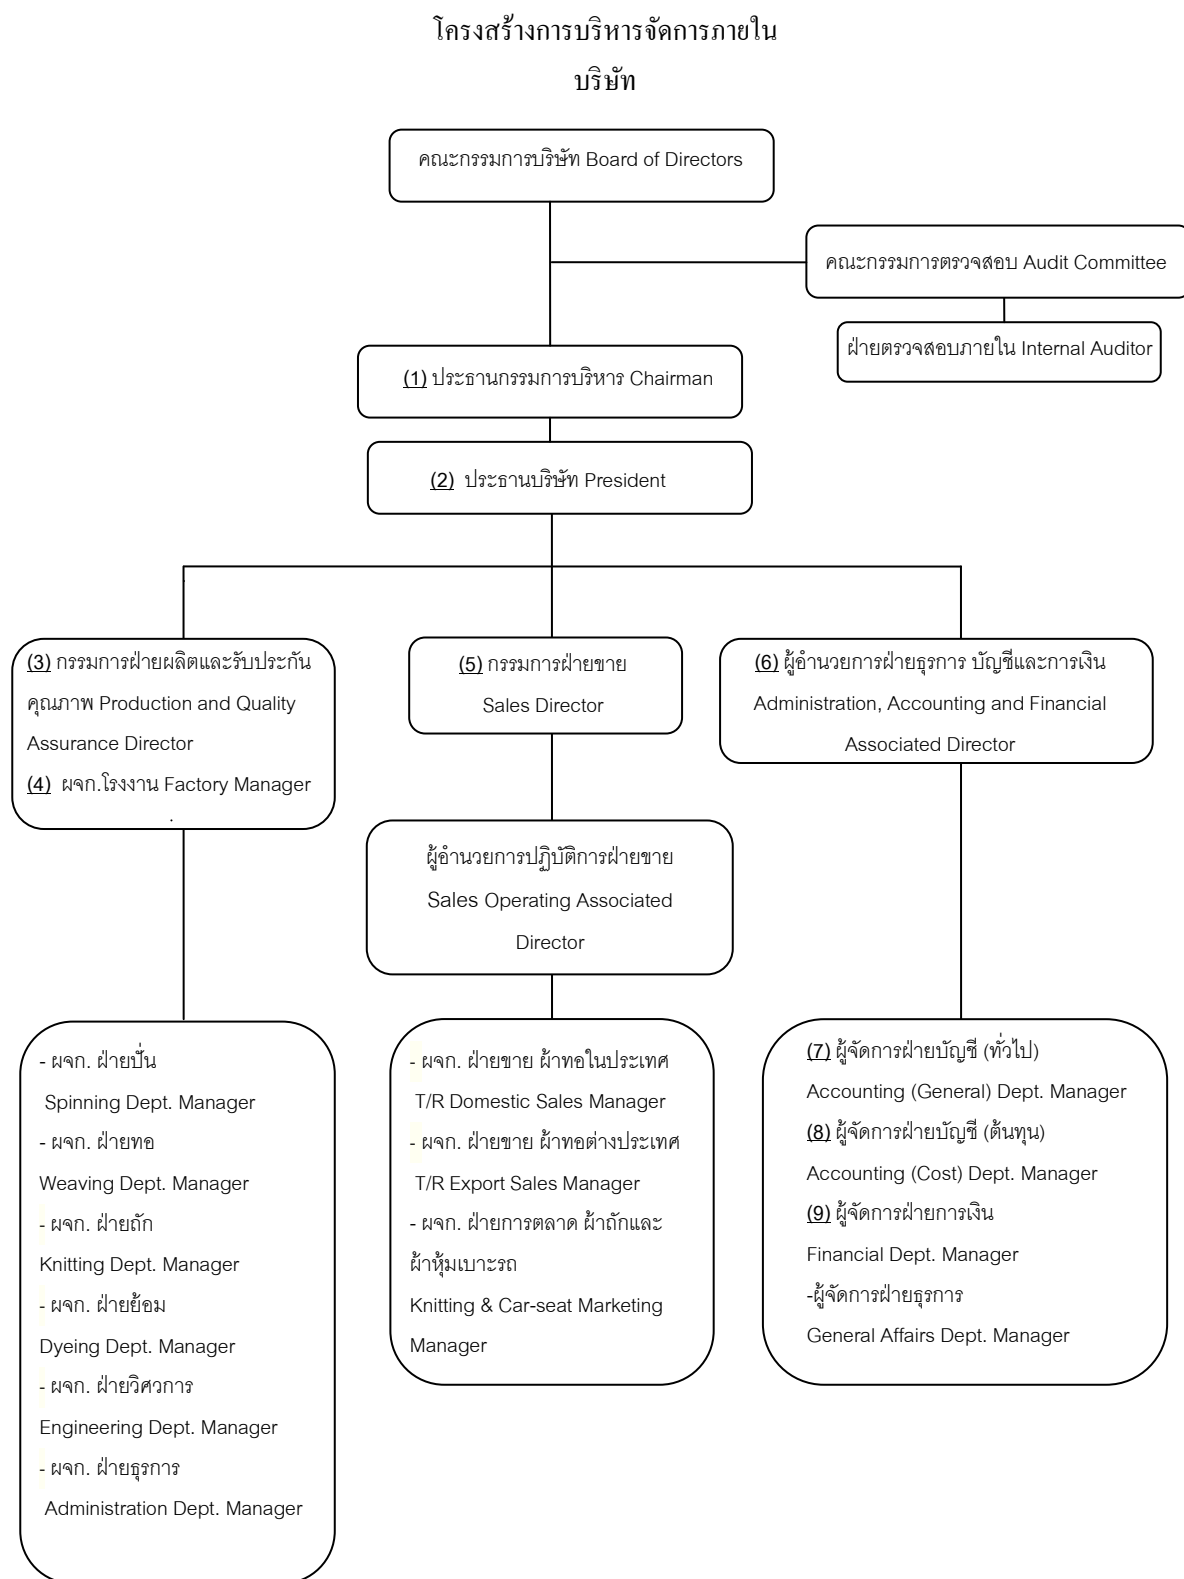 โครงสร้างการบริหารจัดการภายใน
บริษัท
คณะกรรมการบริษัท Board of Directors
คณะกรรมการตรวจสอบ Audit Committee
ฝ่ายตรวจสอบภายใน Internal Auditor
(1) ประธานกรรมการบริหาร Chairman
(2) ประธานบริษัท President
(3) กรรมการฝ่ายผลิตและรับประกัน
คุณภาพ Production and Quality
Assurance Director
(4) ผจก.โรงงาน Factory Manager
.
(5) กรรมการฝ่ายขาย
Sales Director
(6) ผู้อำนวยการฝ่ายธุรการ บัญชีและการเงิน
Administration, Accounting and Financial
Associated Director
ผู้อำนวยการปฏิบัติการฝ่ายขาย
Sales Operating Associated
Director
- ผจก. ฝ่ายปั่น
Spinning Dept. Manager
- ผจก. ฝ่ายทอ
Weaving Dept. Manager
- ผจก. ฝ่ายถัก
Knitting Dept. Manager
- ผจก. ฝ่ายย้อม
Dyeing Dept. Manager
- ผจก. ฝ่ายวิศวการ
Engineering Dept. Manager
- ผจก. ฝ่ายธุรการ
Administration Dept. Manager
- ผจก. ฝ่ายขาย ผ้าทอในประเทศ
T/R Domestic Sales Manager
- ผจก. ฝ่ายขาย ผ้าทอต่างประเทศ
T/R Export Sales Manager
- ผจก. ฝ่ายการตลาด ผ้าถักและ
ผ้าหุ้มเบาะรถ
Knitting & Car-seat Marketing
Manager
(7) ผู้จัดการฝ่ายบัญชี (ทั่วไป)
Accounting (General) Dept. Manager
(8) ผู้จัดการฝ่ายบัญชี (ต้นทุน)
Accounting (Cost) Dept. Manager
(9) ผู้จัดการฝ่ายการเงิน
Financial Dept. Manager
-ผู้จัดการฝ่ายธุรการ
General Affairs Dept. Manager